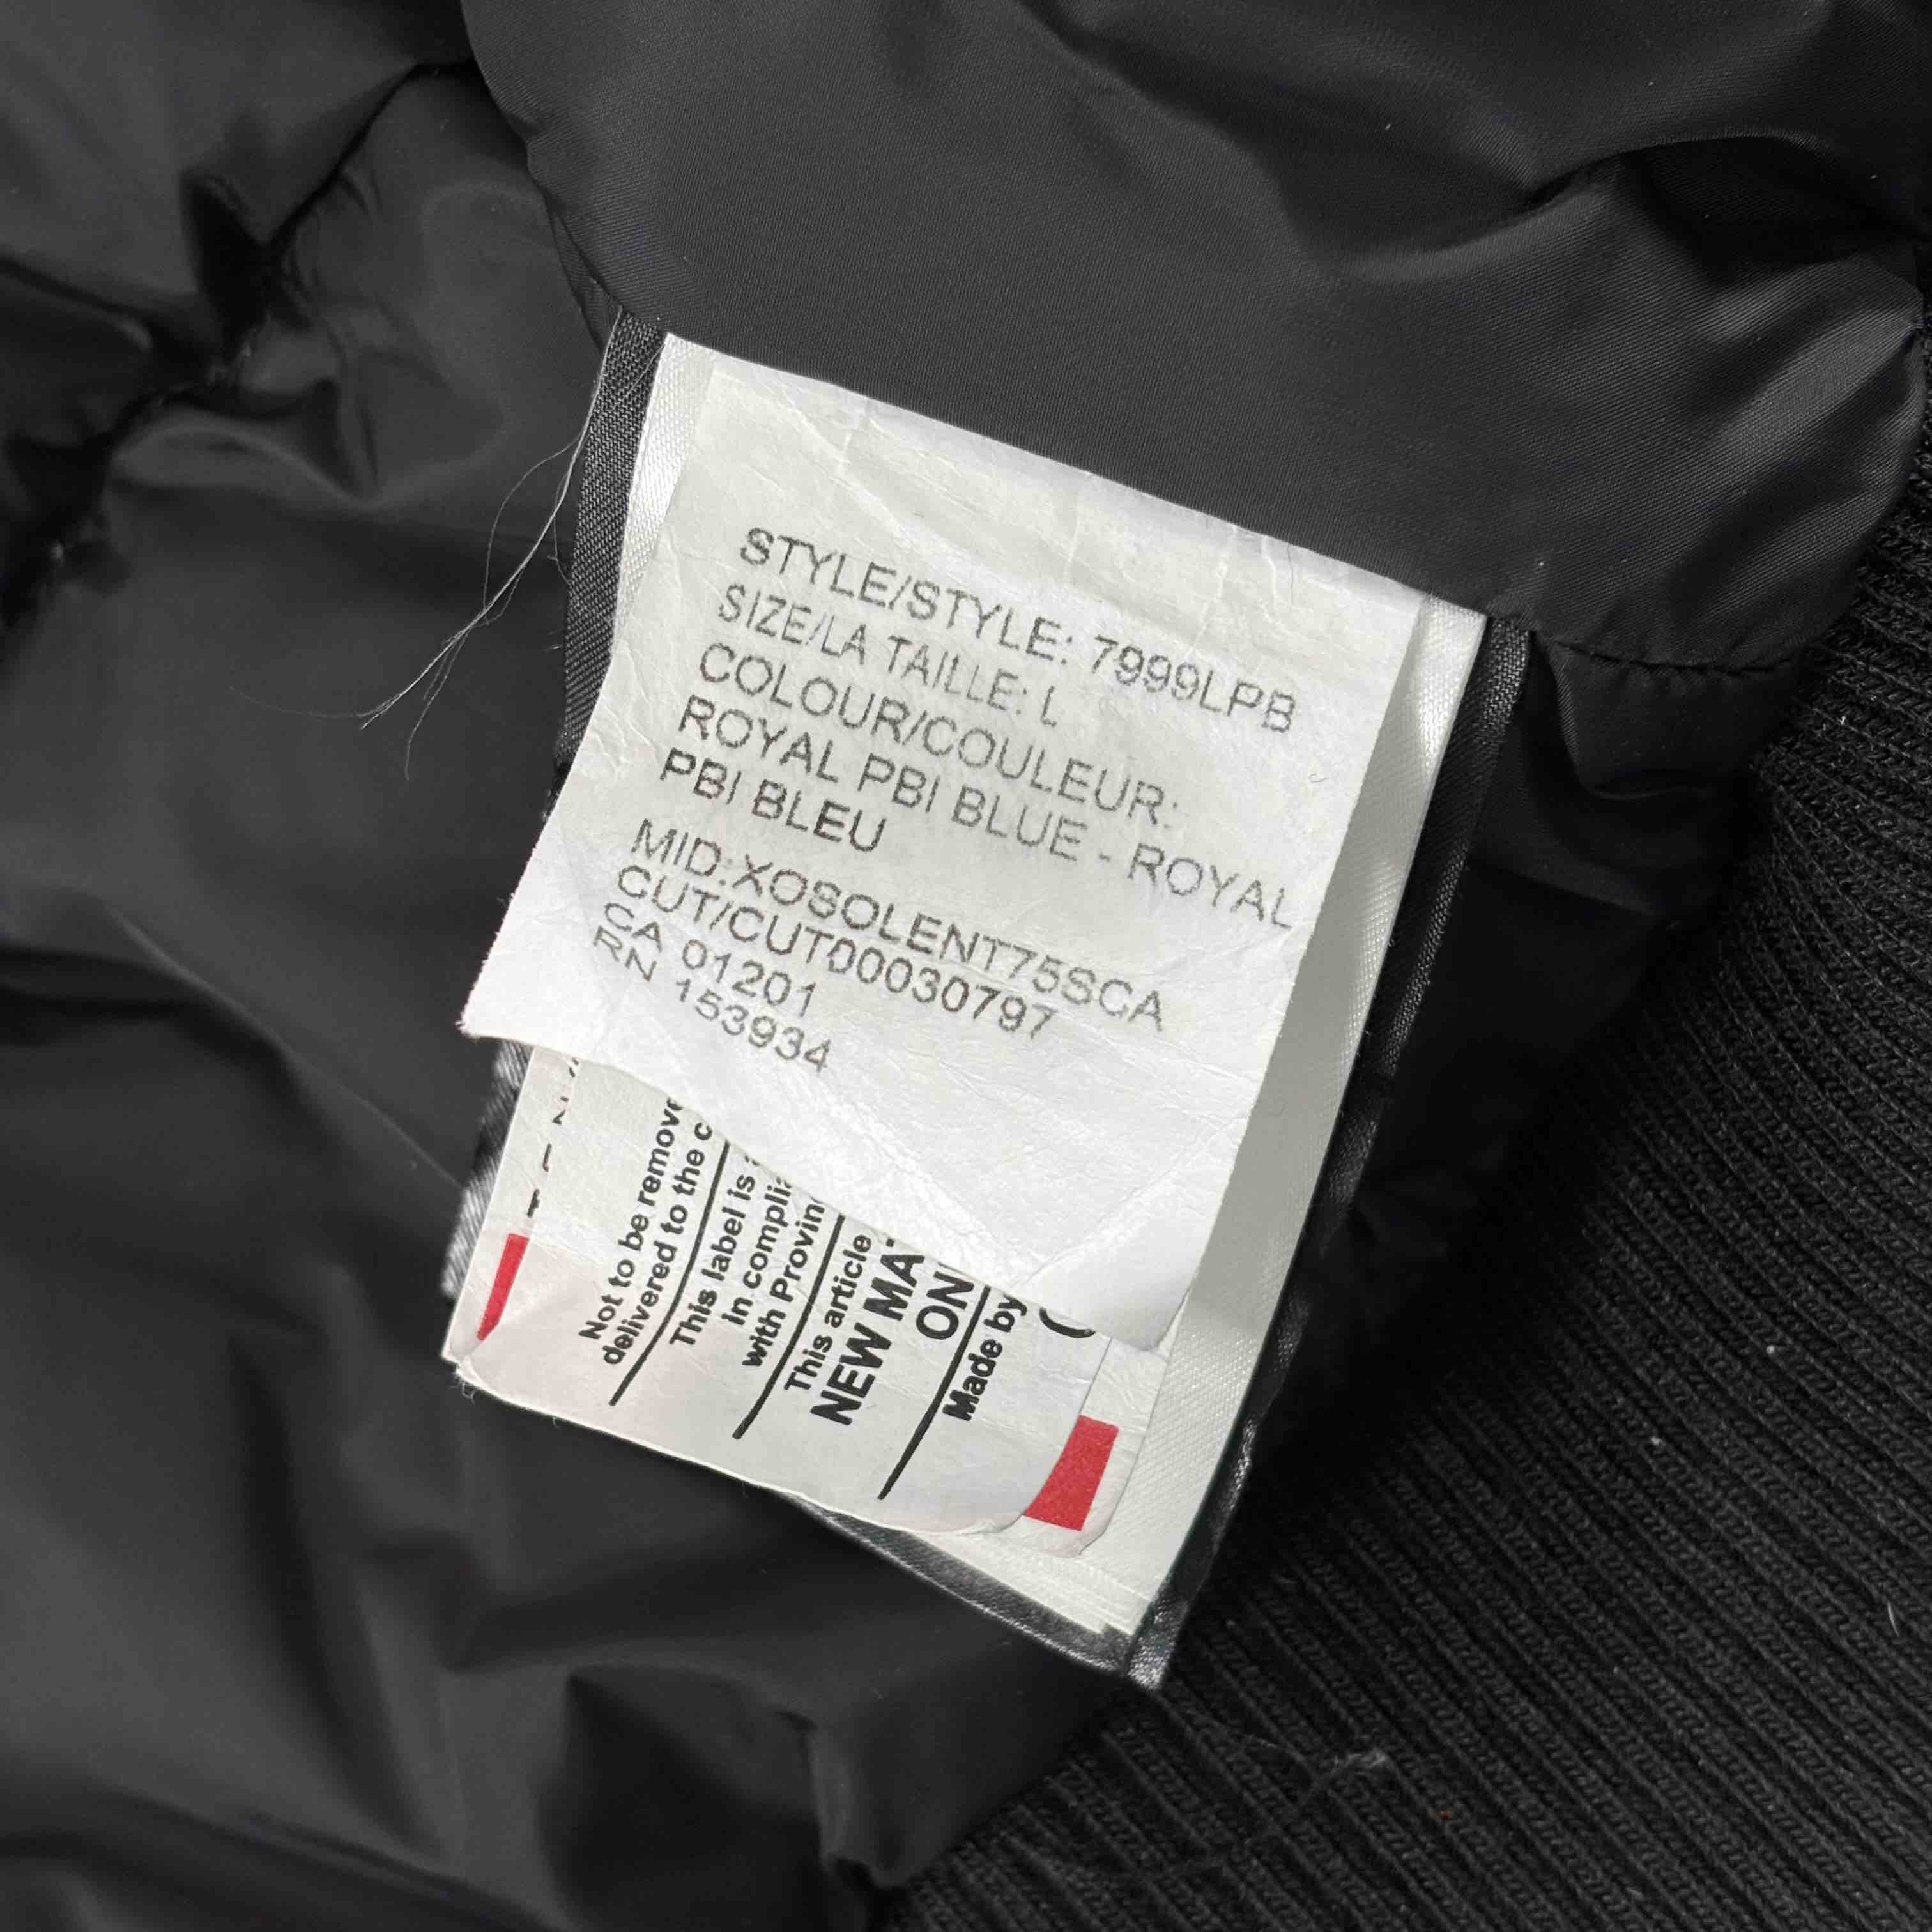 STYLE/STYLE: 7999LPB
SIZE/LA TAILLE: L
COLOUR/COULEUR:
ROYAL PBI BLUE - ROYAL
PBI BLEU
MID:XOSOLENT75SCA
CUT/CUT00030797
CA 01201
RN 153934
Not to be remove
delivered to the c
This label is
in compli
with Provin
This article
NEW MA
ON
Made by